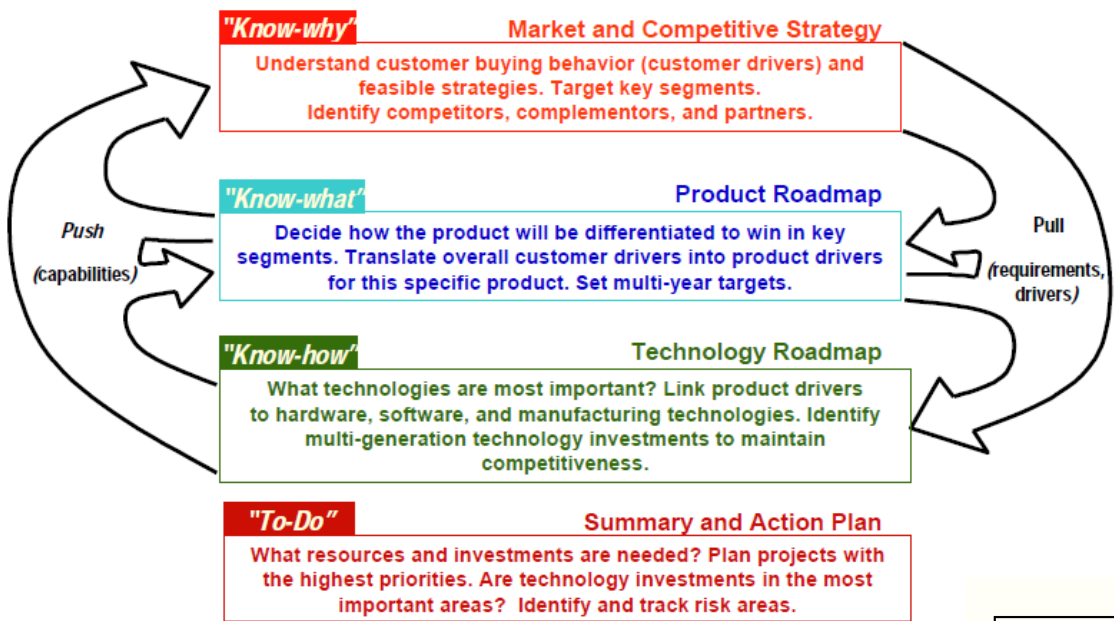 "Know-why" Market and Competitive Strategy
Understand customer buying behavior (customer drivers) and
feasible strategies. Target key segments.
Identify competitors, complementors, and partners.
"Know-what" Product Roadmap
Decide how the product will be differentiated to win in key
segments. Translate overall customer drivers into product drivers
for this specific product. Set multi-year targets.
Push
(capabilities)
Pull
(requirements,
drivers)
"Know-how" Technology Roadmap
What technologies are most important? Link product drivers
to hardware, software, and manufacturing technologies. Identify
multi-generation technology investments to maintain
competitiveness.
"To-Do" Summary and Action Plan
What resources and investments are needed? Plan projects with
the highest priorities. Are technology investments in the most
important areas? Identify and track risk areas.